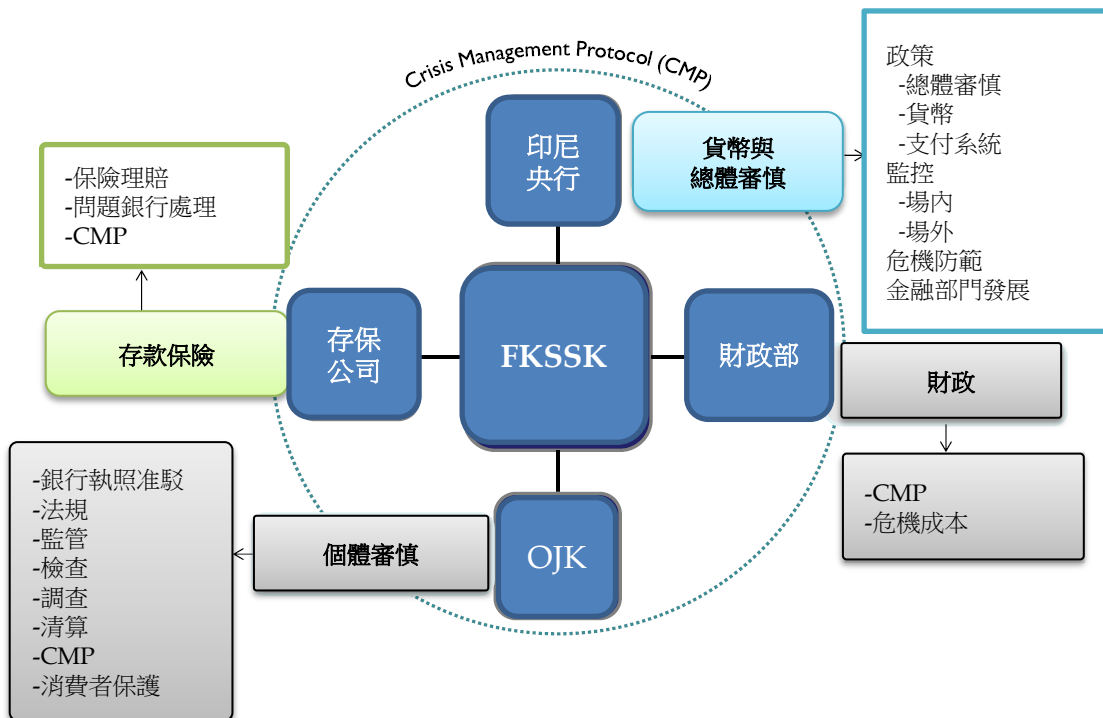 Crisis Management Protocol (CMP)
印尼
央行
貨幣與
總體審慎
政策
-總體審慎
-貨幣
-支付系統
監控
-場內
-場外
危機防範
金融部門發展
-保險理賠
-問題銀行處理
-CMP
存款保險
存保
公司
FKSSK
財政部
財政
-CMP
-危機成本
OJK
個體審慎
-銀行執照准駁
-法規
-監管
-檢查
-調查
-清算
-CMP
-消費者保護